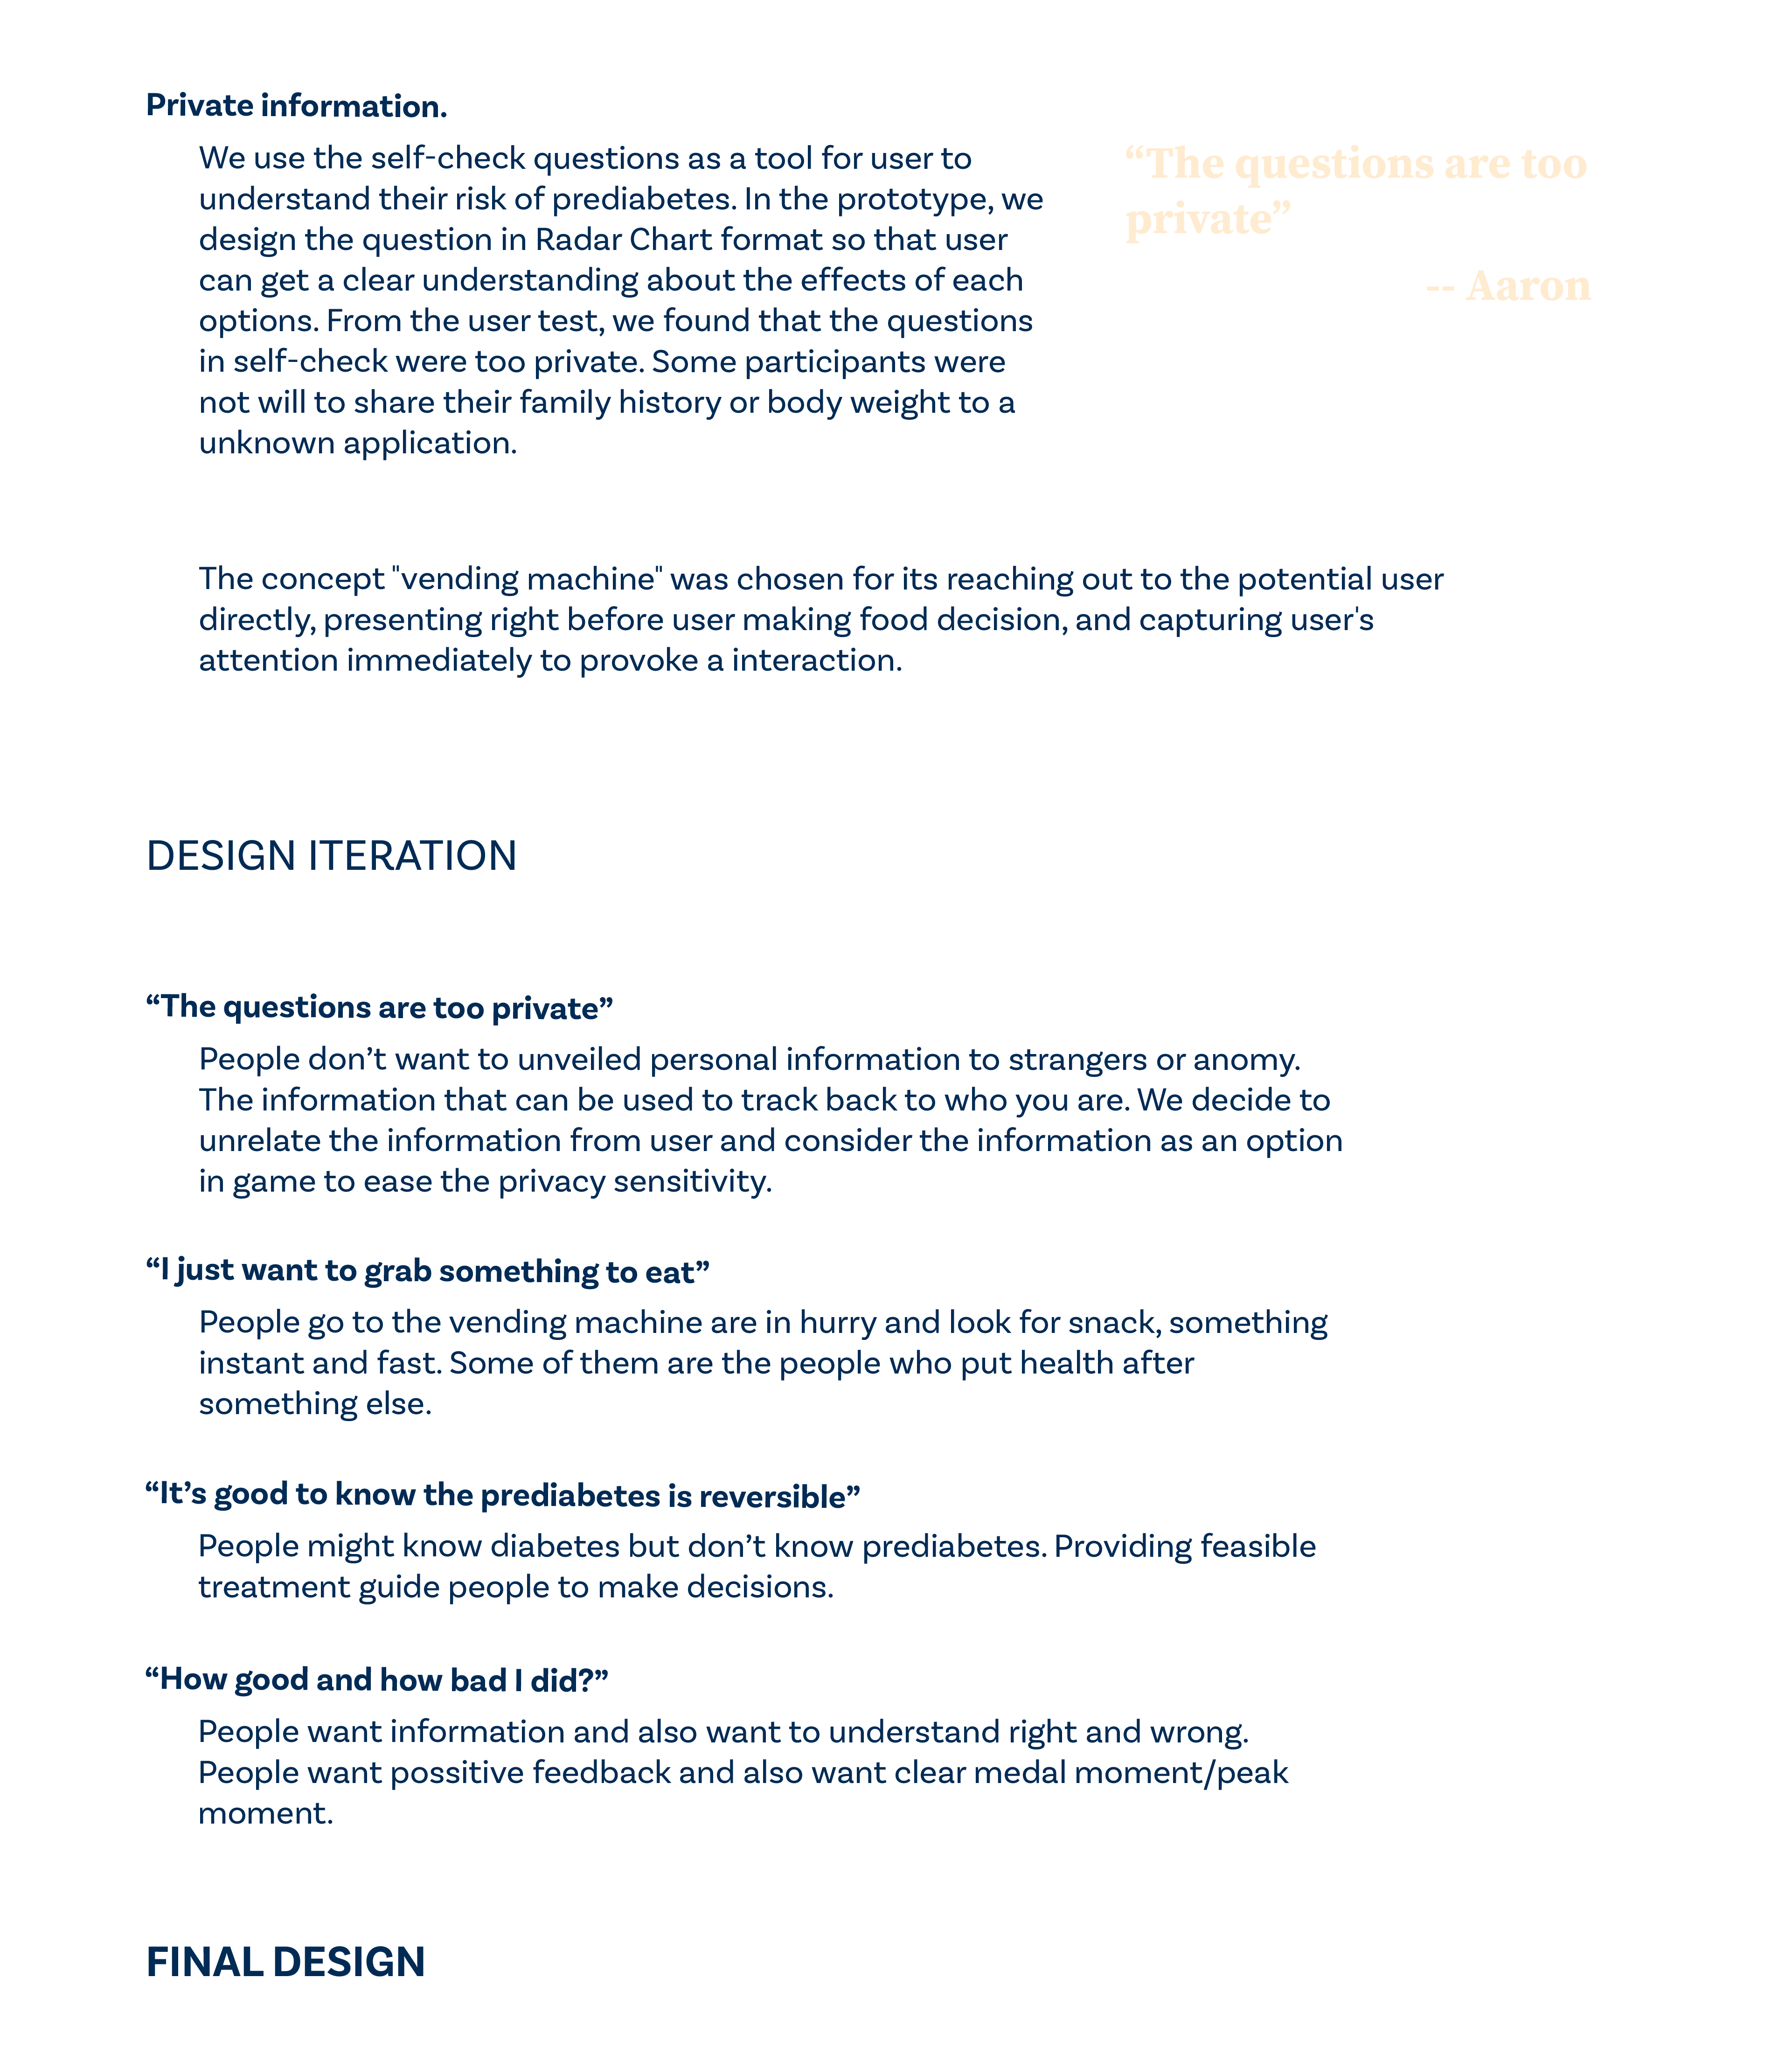 Private information.
We use the self-check questions as a tool for user to
understand their risk of prediabetes. In the prototype, we
design the question in Radar Chart format so that user
can get a clear understanding about the effects of each
options. From the user test, we found that the questions
in self-check were too private. Some participants were
not will to share their family history or body weight to a
unknown application.
“The questions are too
private”
-- Aaron
The concept "vending machine" was chosen for its reaching out to the potential user
directly, presenting right before user making food decision, and capturing user's
attention immediately to provoke a interaction.
DESIGN ITERATION
“The questions are too private”
People don’t want to unveiled personal information to strangers or anomy.
The information that can be used to track back to who you are. We decide to
unrelate the information from user and consider the information as an option
in game to ease the privacy sensitivity.
“I just want to grab something to eat”
People go to the vending machine are in hurry and look for snack, something
instant and fast. Some of them are the people who put health after
something else.
“It’s good to know the prediabetes is reversible”
People might know diabetes but don’t know prediabetes. Providing feasible
treatment guide people to make decisions.
“How good and how bad I did?”
People want information and also want to understand right and wrong.
People want possitive feedback and also want clear medal moment/peak
moment.
FINAL DESIGN